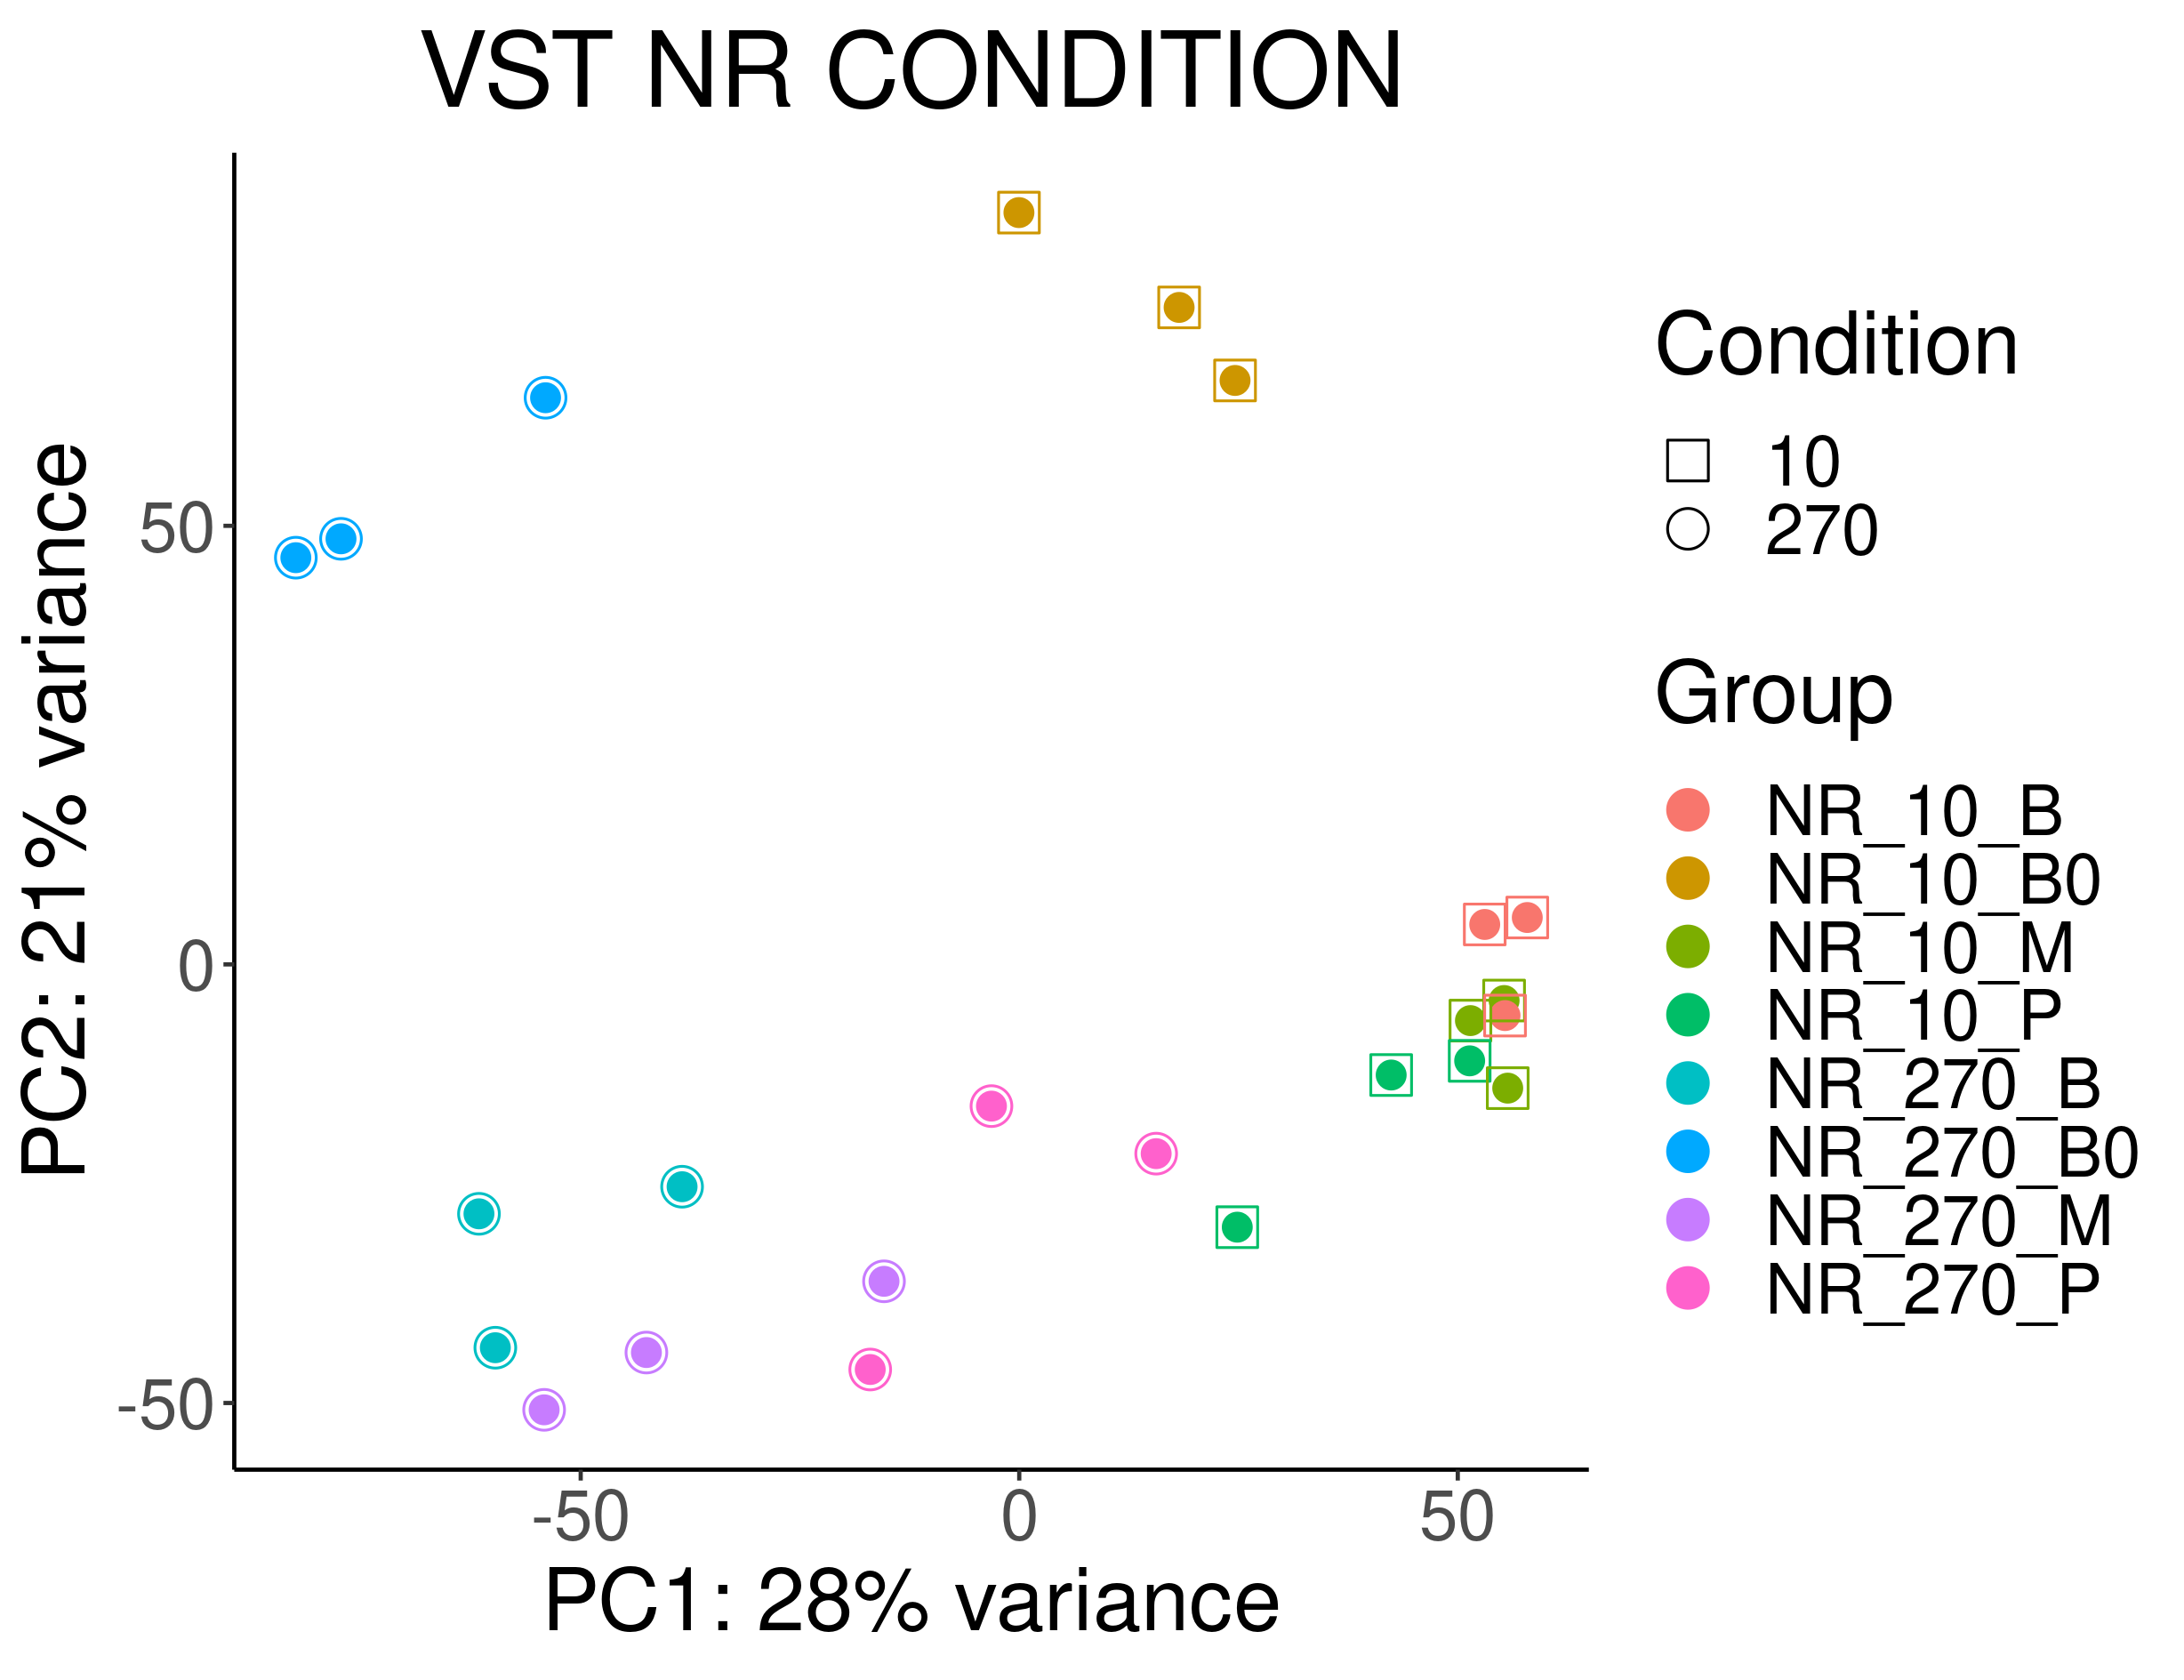 VST NR CONDITION
PC2: 21% variance
50
0
-50
-50
0
50
PC1: 28% variance
Condition
10
270
Group
NR_10_B
NR_10_B0
NR_10_M
NR_10_P
NR_270_B
NR_270_B0
NR_270_M
NR_270_P